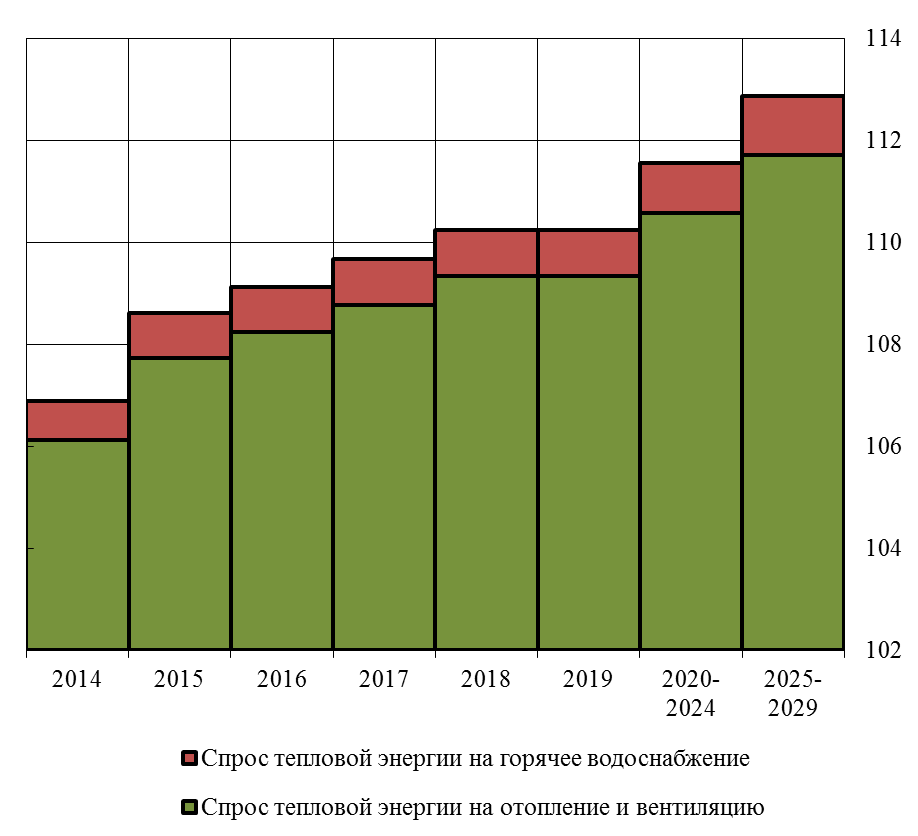 114
112
110
108
106
104
102
2014 2015 2016 2017 2018 2019 2020- 2025-
2024 2029
Спрос тепловой энергии на горячее водоснабжение
Спрос тепловой энергии на отопление и вентиляцию